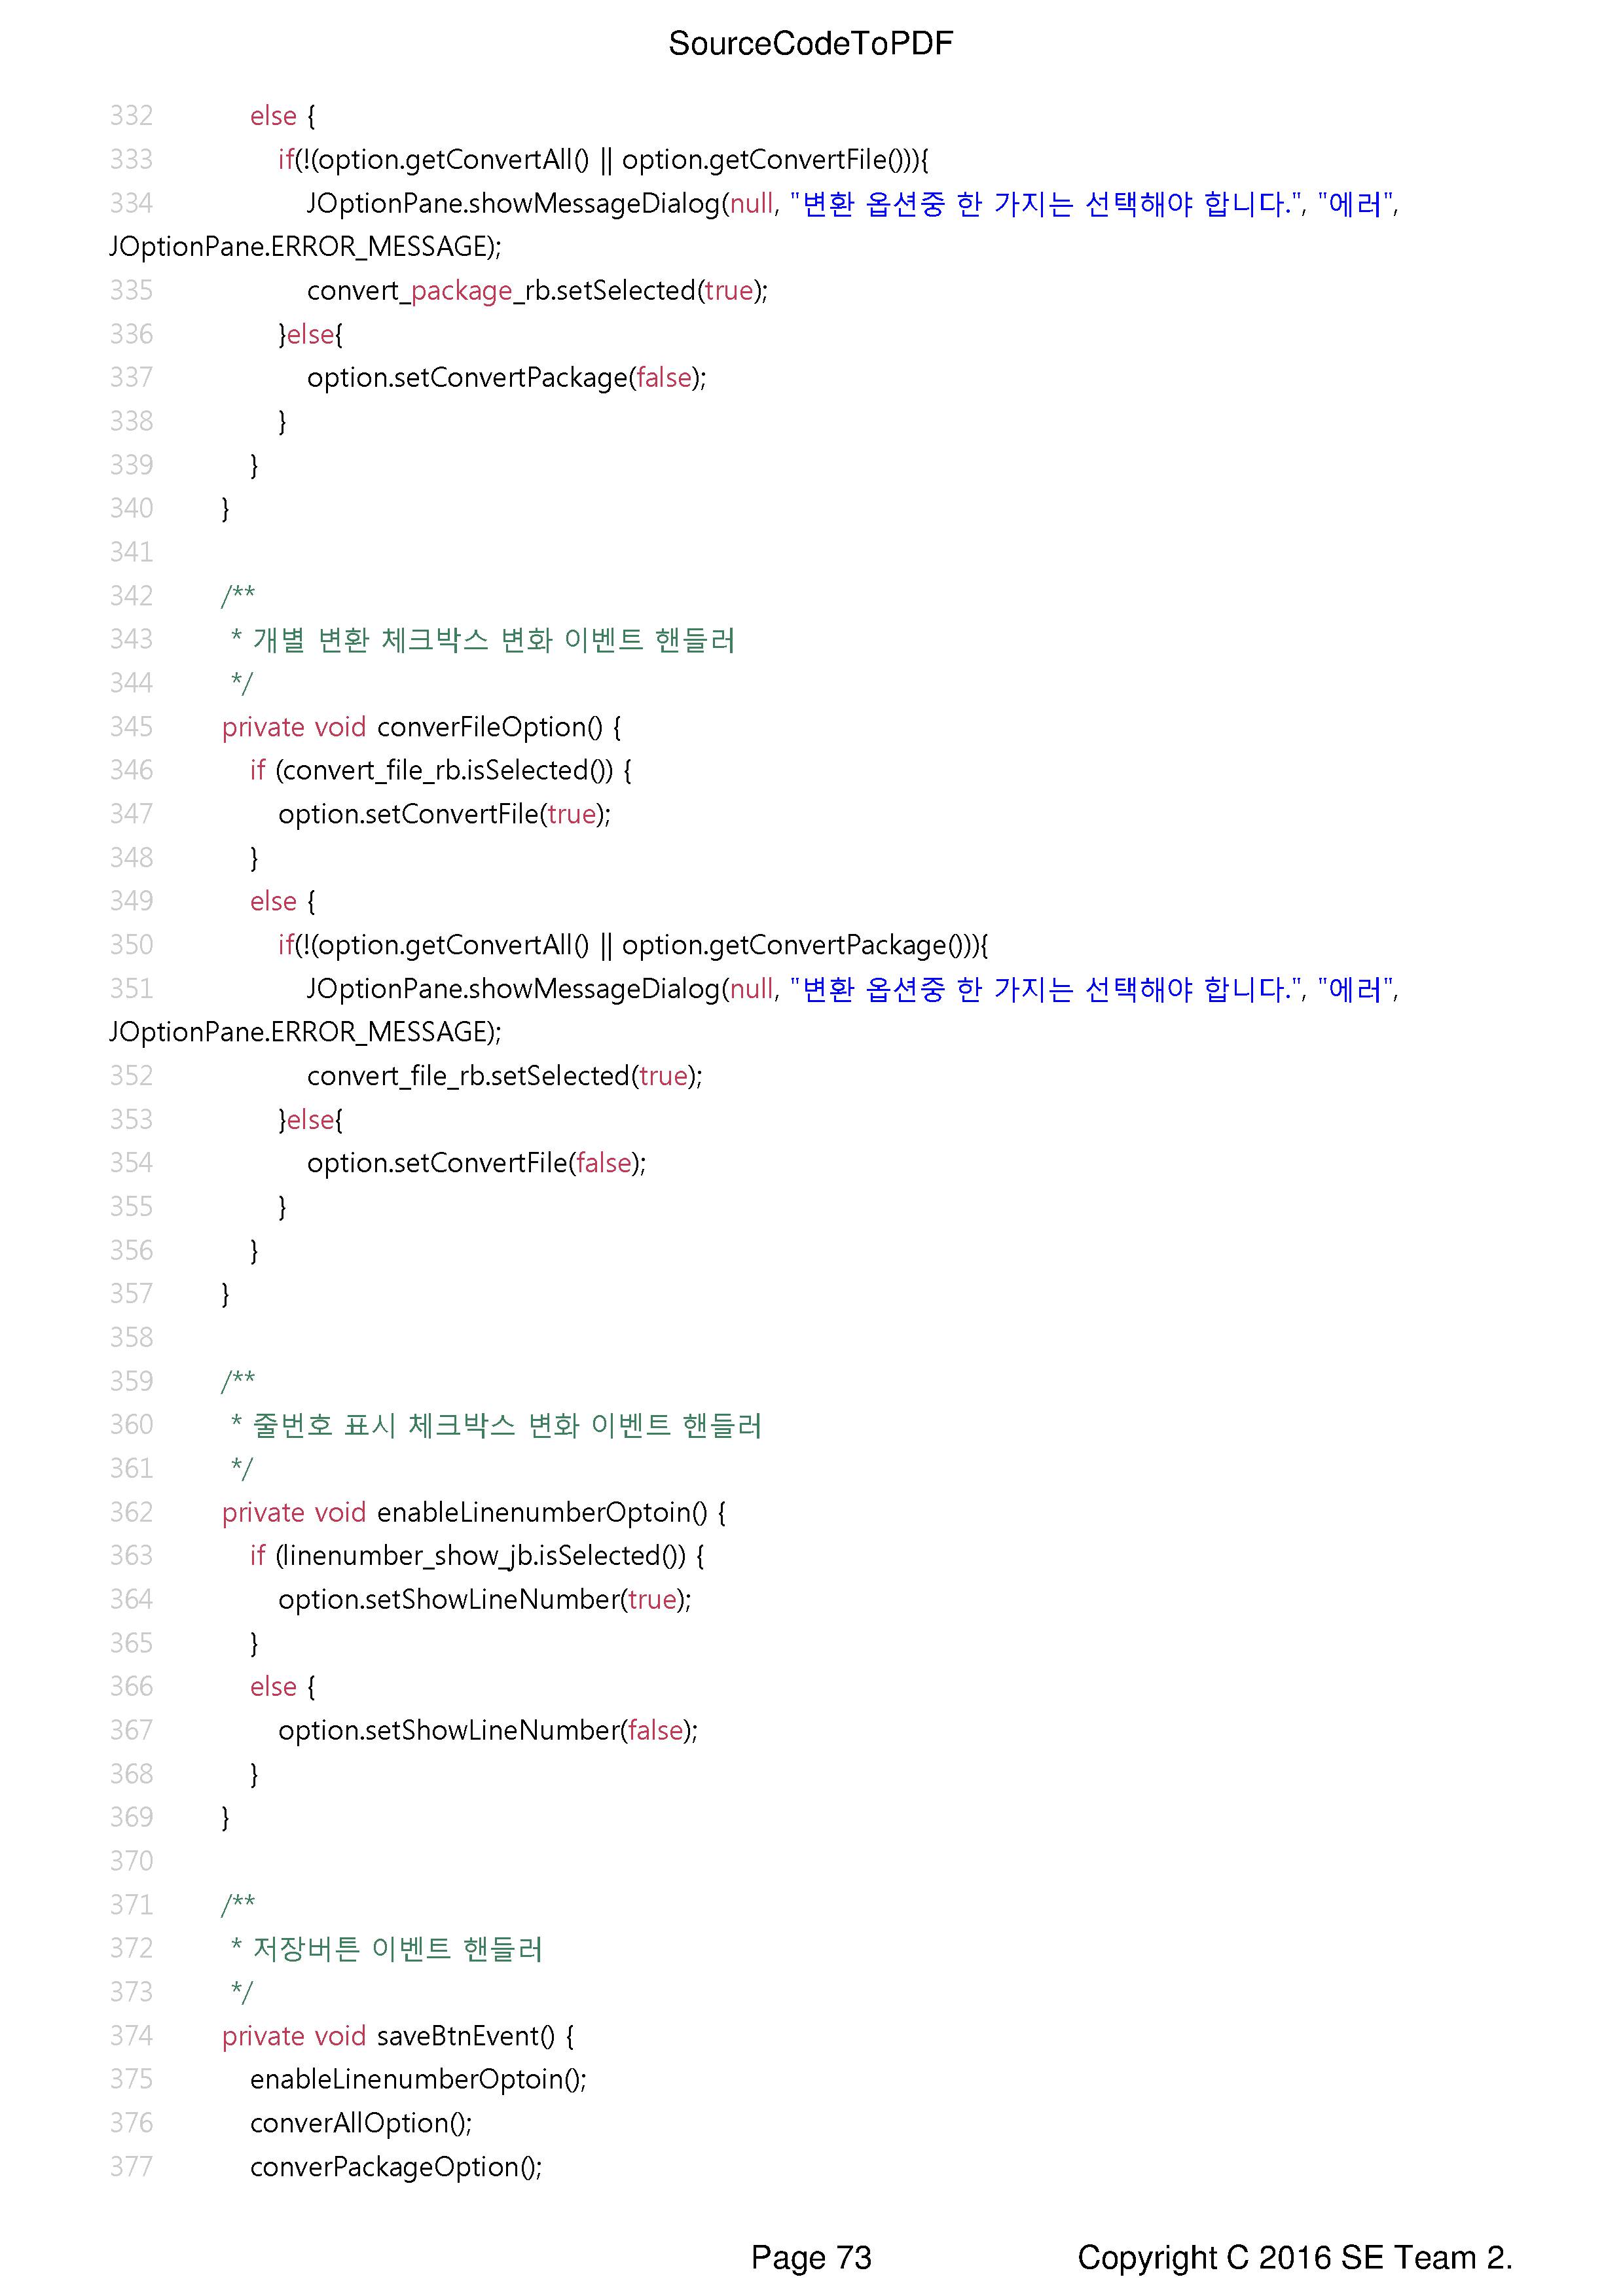 SourceCodeToPDF
332 else {
333 if(!(option.getConvertAll() || option.getConvertFile())){
334 JOptionPane.showMessageDialog(null, "변환 옵션중 한 가지는 선택해야 합니다.", "에러",
JOptionPane.ERROR_MESSAGE);
335 convert_package_rb.setSelected(true);
336 }else{
337 option.setConvertPackage(false);
338 }
339 }
340 }
341
342 /**
343 * 개별 변환 체크박스 변화 이벤트 핸들러
344 */
345 private void converFileOption() {
346 if (convert_file_rb.isSelected()) {
347 option.setConvertFile(true);
348 }
349 else {
350 if(!(option.getConvertAll() || option.getConvertPackage())){
351 JOptionPane.showMessageDialog(null, "변환 옵션중 한 가지는 선택해야 합니다.", "에러",
JOptionPane.ERROR_MESSAGE);
352 convert_file_rb.setSelected(true);
353 }else{
354 option.setConvertFile(false);
355 }
356 }
357 }
358
359 /**
360 * 줄번호 표시 체크박스 변화 이벤트 핸들러
361 */
362 private void enableLinenumberOptoin() {
363 if (linenumber_show_jb.isSelected()) {
364 option.setShowLineNumber(true);
365 }
366 else {
367 option.setShowLineNumber(false);
368 }
369 }
370
371 /**
372 * 저장버튼 이벤트 핸들러
373 */
374 private void saveBtnEvent() {
375 enableLinenumberOptoin();
376 converAllOption();
377 converPackageOption();
Page 73 Copyright C 2016 SE Team 2.